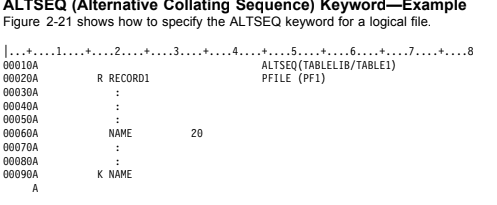 ALTSEQ (Alternative Collating Sequence) Keyword—Example
Figure 2-21 shows how to specify the ALTSEQ keyword for a logical file.
|...+....1....+....2....+....3....+....4....+....5....+....6....+....7....+....8
00010A                                      ALTSEQ(TABLELIB/TABLE1)
00020A          R RECORD1                   PFILE (PF1)
00030A            :
00040A            :
00050A            :
00060A            NAME          20
00070A            :
00080A            :
00090A          K NAME
     A